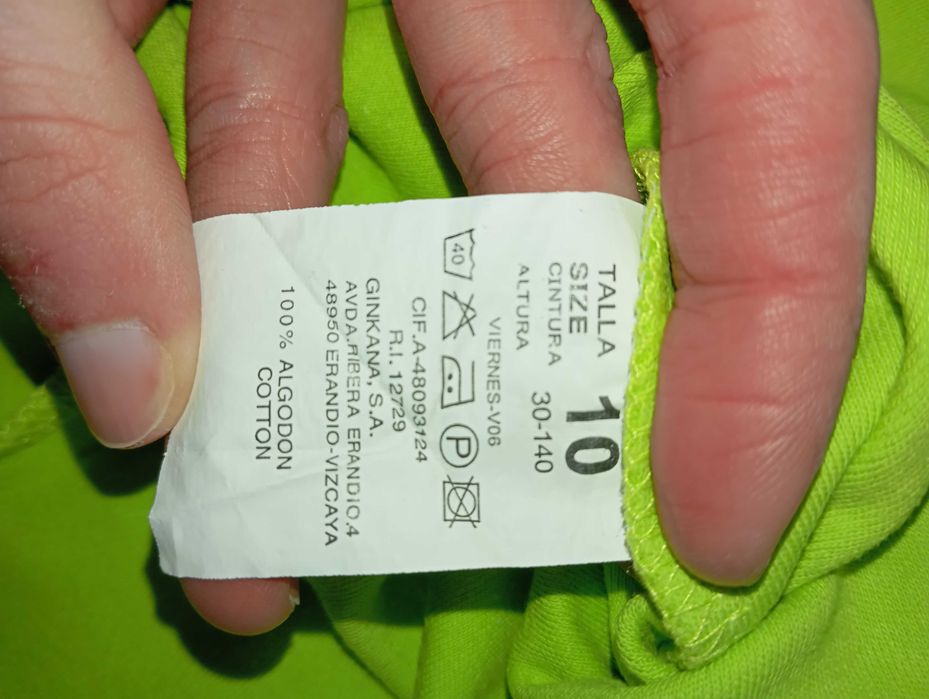 TALLA
SIZE 10
CINTURA 30-140
ALTURA
VIERNES-V06
40 P
CIF.A-48093124
R.I. 12729
GINKANA, S.A.
AVDA.RIBERA ERANDIO.4
48950 ERANDIO-VIZCAYA
100% ALGODON
COTTON